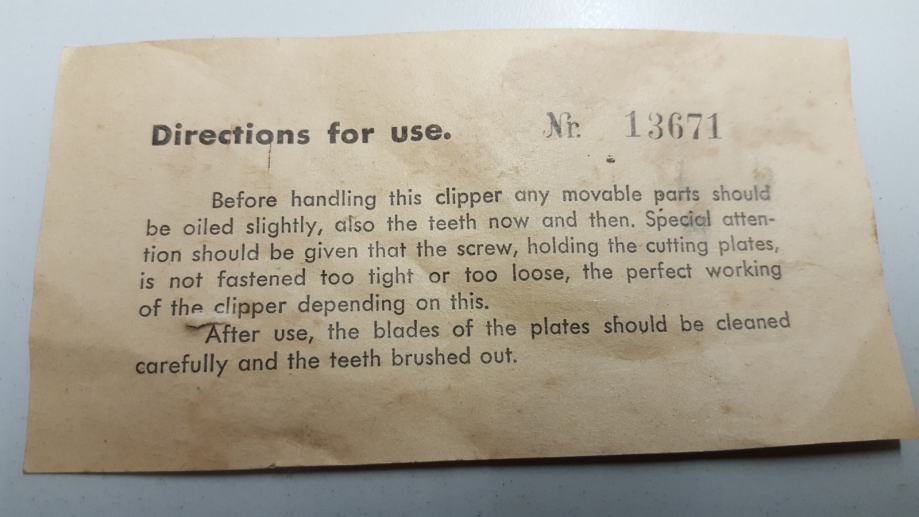 Directions for use. Nr. 13671
Before handling this clipper any movable parts should
be oiled slightly, also the teeth now and then. Special atten-
tion should be given that the screw, holding the cutting plates,
is not fastened too tight or too loose, the perfect working
of the clipper depending on this.
After use, the blades of the plates should be cleaned
carefully and the teeth brushed out.